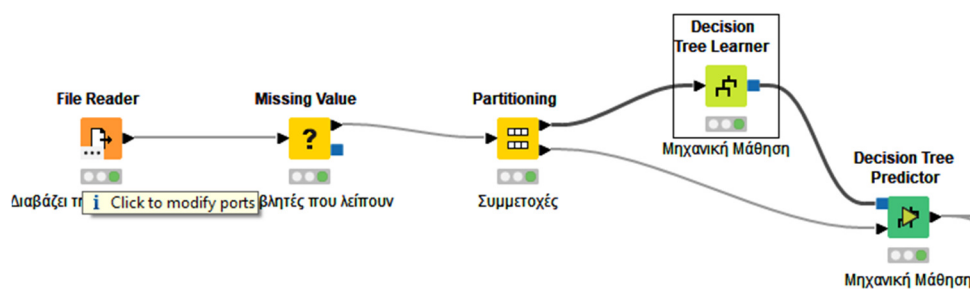 Decision
Tree Learner
File Reader
Missing Value
Partitioning
?
Μηχανική Μάθηση
Decision Tree
Predictor
Διαβάζει
i Click to modify ports
που λείπουν
Συμμετοχές
Μηχανική Μάθηση